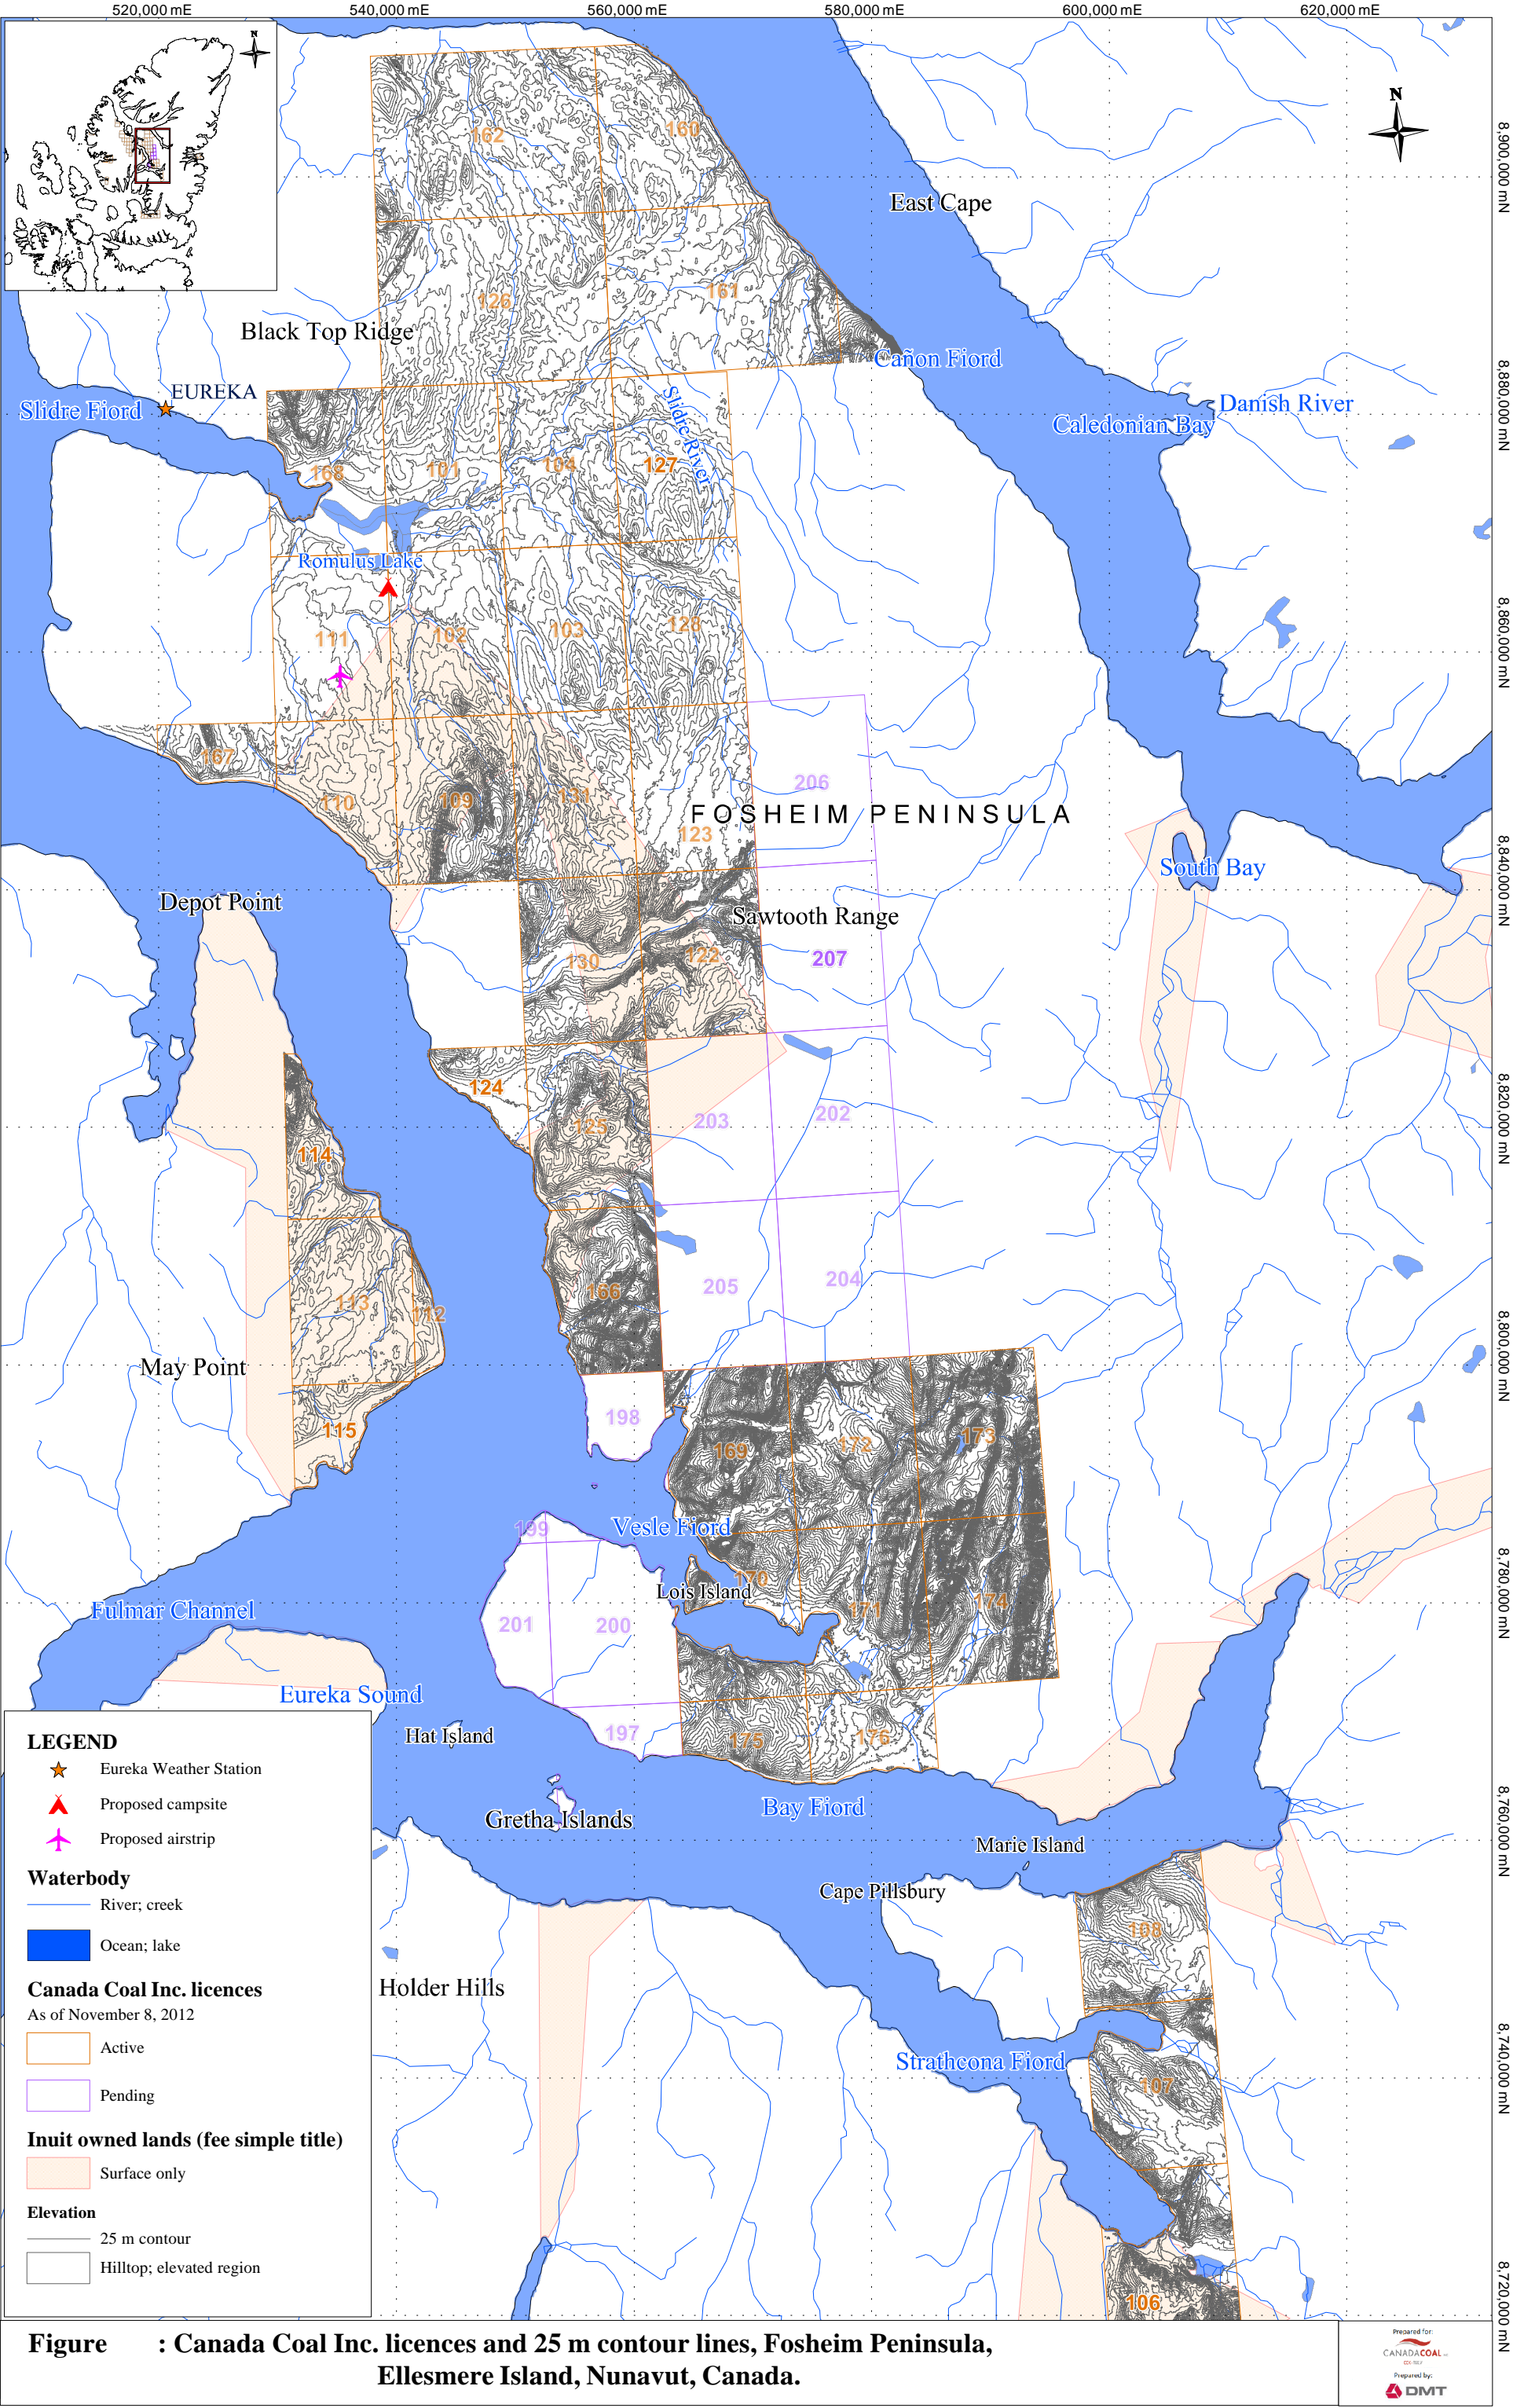 520,000 mE
540,000 mE
560,000 mE
580,000 mE
600,000 mE
620,000 mE
N
N
8,900,000 mN
162
160
East Cape
126
161
Black Top Ridge
Cañon Fiord
8,880,000 mN
EUREKA
Slidre Fiord
Slidre River
Danish River
Caledonian Bay
168
101
104
127
Romulus Lake
111
102
103
128
8,860,000 mN
167
110
109
131
123
206
FOSHEIM PENINSULA
South Bay
8,840,000 mN
Depot Point
Sawtooth Range
130
122
207
124
125
203
202
8,820,000 mN
114
113
112
166
205
204
May Point
8,800,000 mN
115
198
169
172
173
199
Vesle Fiord
Lois Island
170
171
174
8,780,000 mN
Fulmar Channel
201
200
Eureka Sound
Hat Island
197
175
176
Gretha Islands
Bay Fiord
8,760,000 mN
Marie Island
Cape Pillsbury
108
Holder Hills
Strathcona Fiord
8,740,000 mN
107
106
8,720,000 mN
LEGEND
Eureka Weather Station
Proposed campsite
Proposed airstrip
Waterbody
River; creek
Ocean; lake
Canada Coal Inc. licences
As of November 8, 2012
Active
Pending
Inuit owned lands (fee simple title)
Surface only
Elevation
25 m contour
Hilltop; elevated region
Figure : Canada Coal Inc. licences and 25 m contour lines, Fosheim Peninsula,
Ellesmere Island, Nunavut, Canada.
Prepared for:
CANADACOAL
Prepared by:
DMT